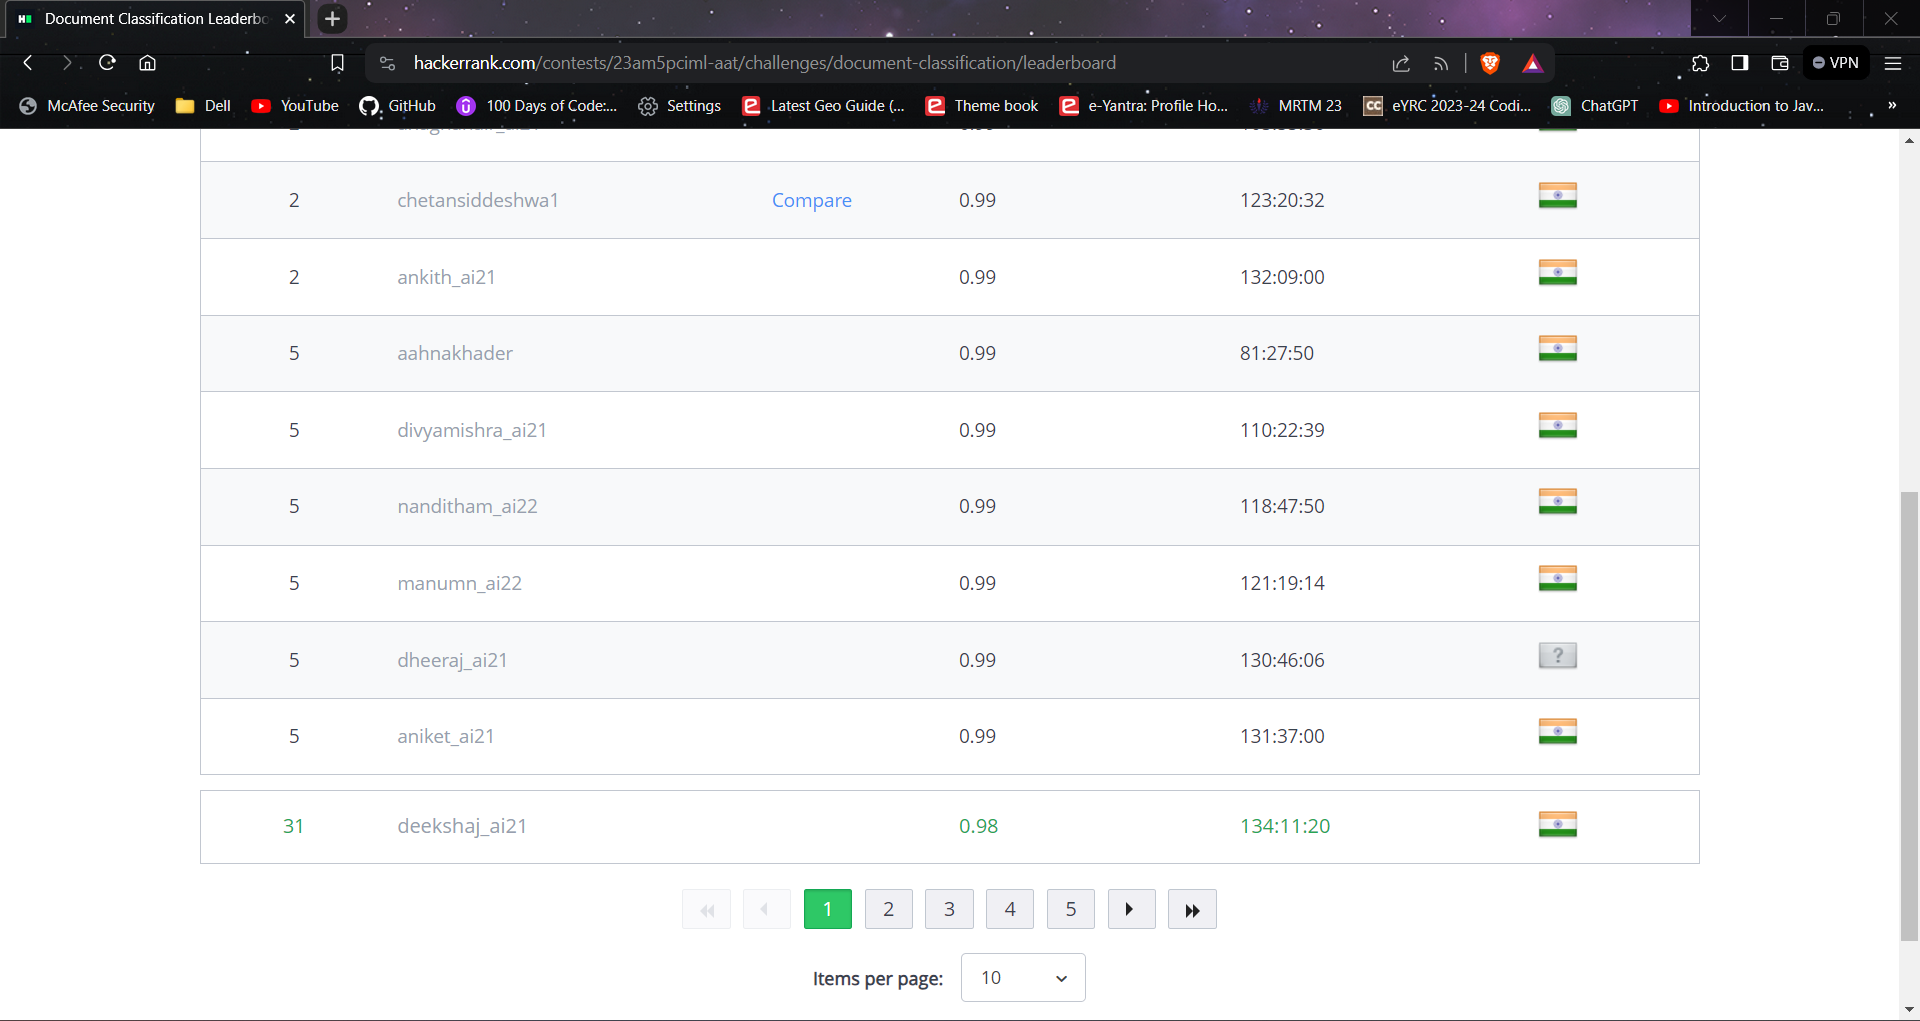 Document Classification Leaderbo
hackerrank.com/contests/23am5pciml-aat/challenges/document-classification/leaderboard
VPN
McAfee Security Dell YouTube GitHub 100 Days of Code:... Settings Latest Geo Guide (... Theme book e-Yantra: Profile Ho... MRTM 23 CC eYRC 2023-24 Codi... ChatGPT Introduction to Jav... »
2 chetansiddeshwa1 Compare 0.99 123:20:32
2 ankith_ai21 0.99 132:09:00
5 aahnakhader 0.99 81:27:50
5 divyamishra_ai21 0.99 110:22:39
5 nanditham_ai22 0.99 118:47:50
5 manumn_ai22 0.99 121:19:14
5 dheeraj_ai21 0.99 130:46:06 ?
5 aniket_ai21 0.99 131:37:00
31 deekshaj_ai21 0.98 134:11:20
1 2 3 4 5
Items per page: 10